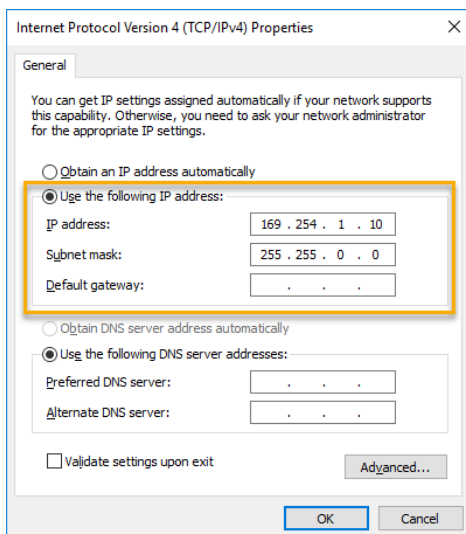 Internet Protocol Version 4 (TCP/IPv4) Properties
General
You can get IP settings assigned automatically if your network supports
this capability. Otherwise, you need to ask your network administrator
for the appropriate IP settings.
Obtain an IP address automatically
Use the following IP address:
IP address: 169 . 254 . 1 . 10
Subnet mask: 255 . 255 . 0 . 0
Default gateway: . . .
Obtain DNS server address automatically
Use the following DNS server addresses:
Preferred DNS server: . . .
Alternate DNS server: . . .
Validate settings upon exit
Advanced...
OK Cancel